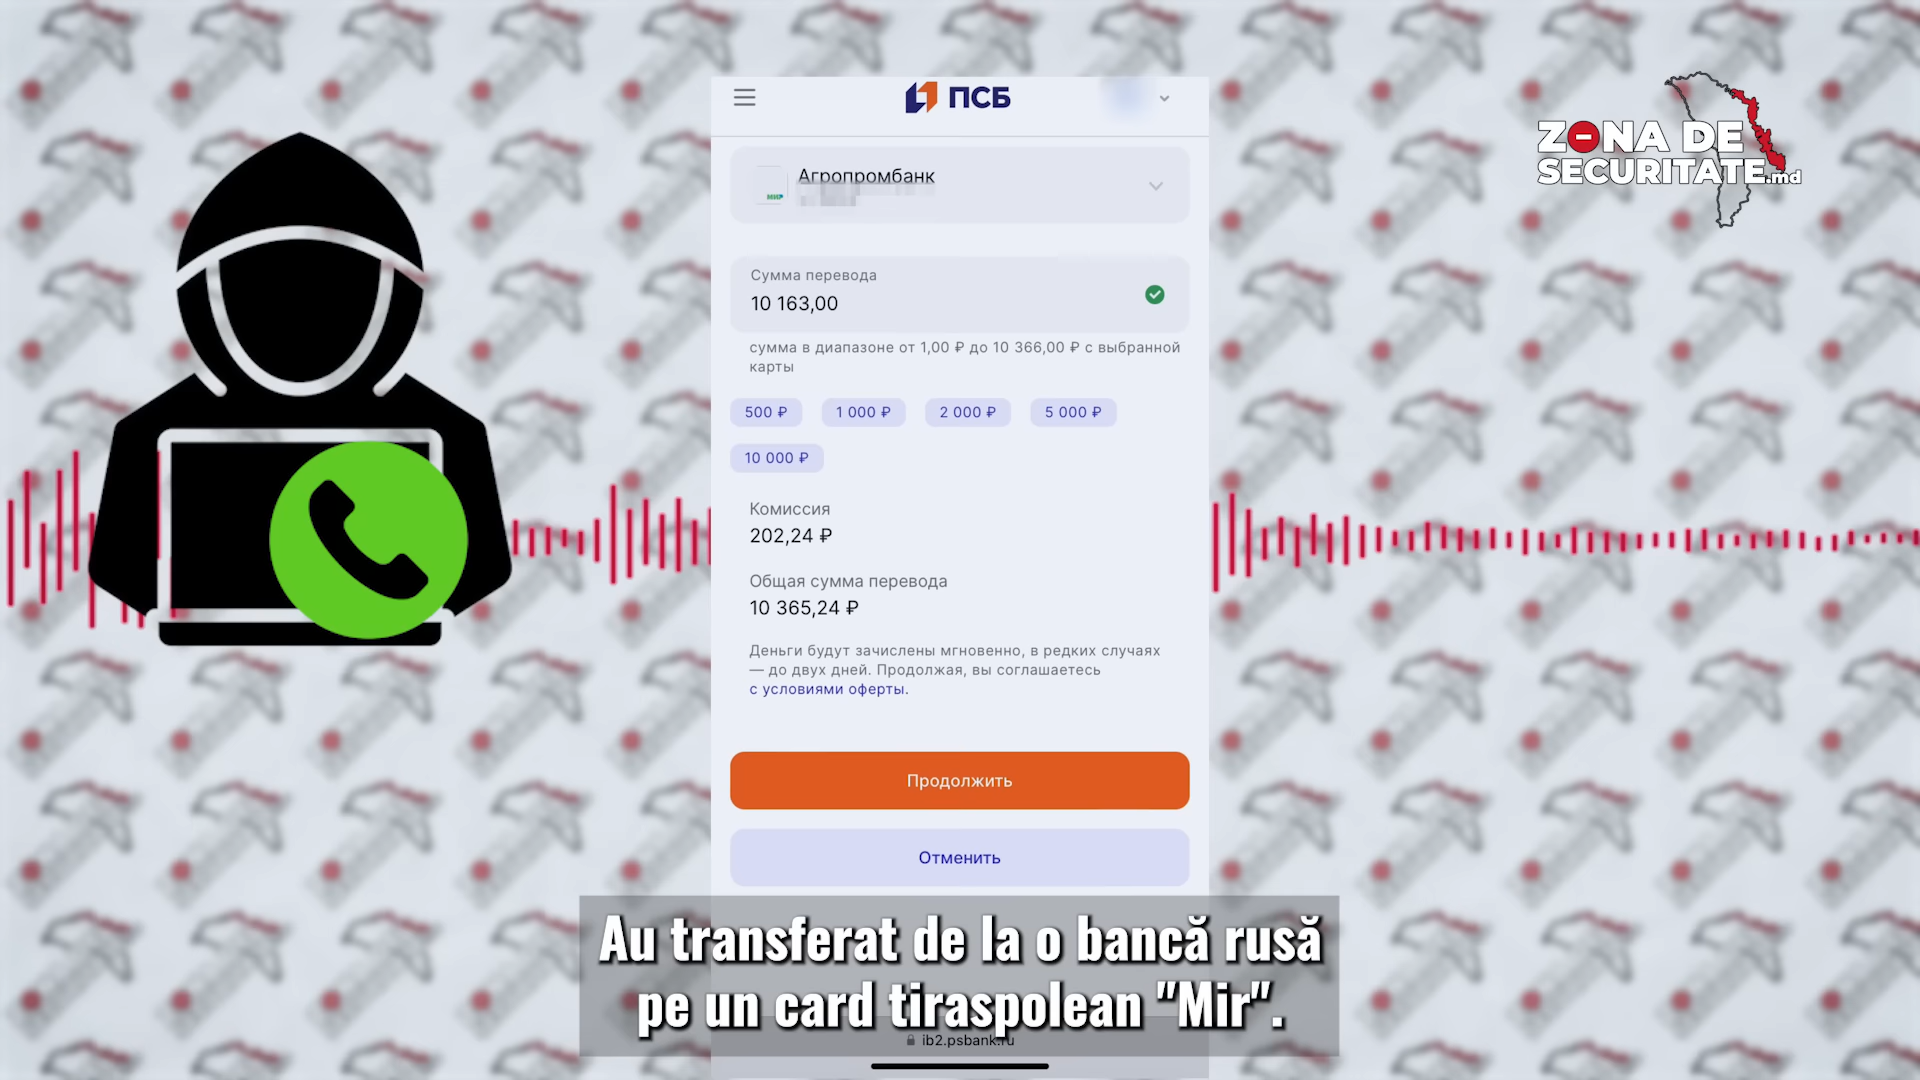 ПСБ
ZONA DE
SECURITATE.md
Агропромбанк
МИР
Сумма перевода
10 163,00
сумма в диапазоне от 1,00 ₽ до 10 366,00 ₽ с выбранной
карты
500 ₽ 1 000 ₽ 2 000 ₽ 5 000 ₽
10 000 ₽
Комиссия
202,24 ₽
Общая сумма перевода
10 365,24 ₽
Деньги будут зачислены мгновенно, в редких случаях
— до двух дней. Продолжая, вы соглашаетесь
с условиями оферты.
Продолжить
Отменить
Au transferat de la o bancă rusă
pe un card tiraspolean "Mir".
ib2.psbank.ru